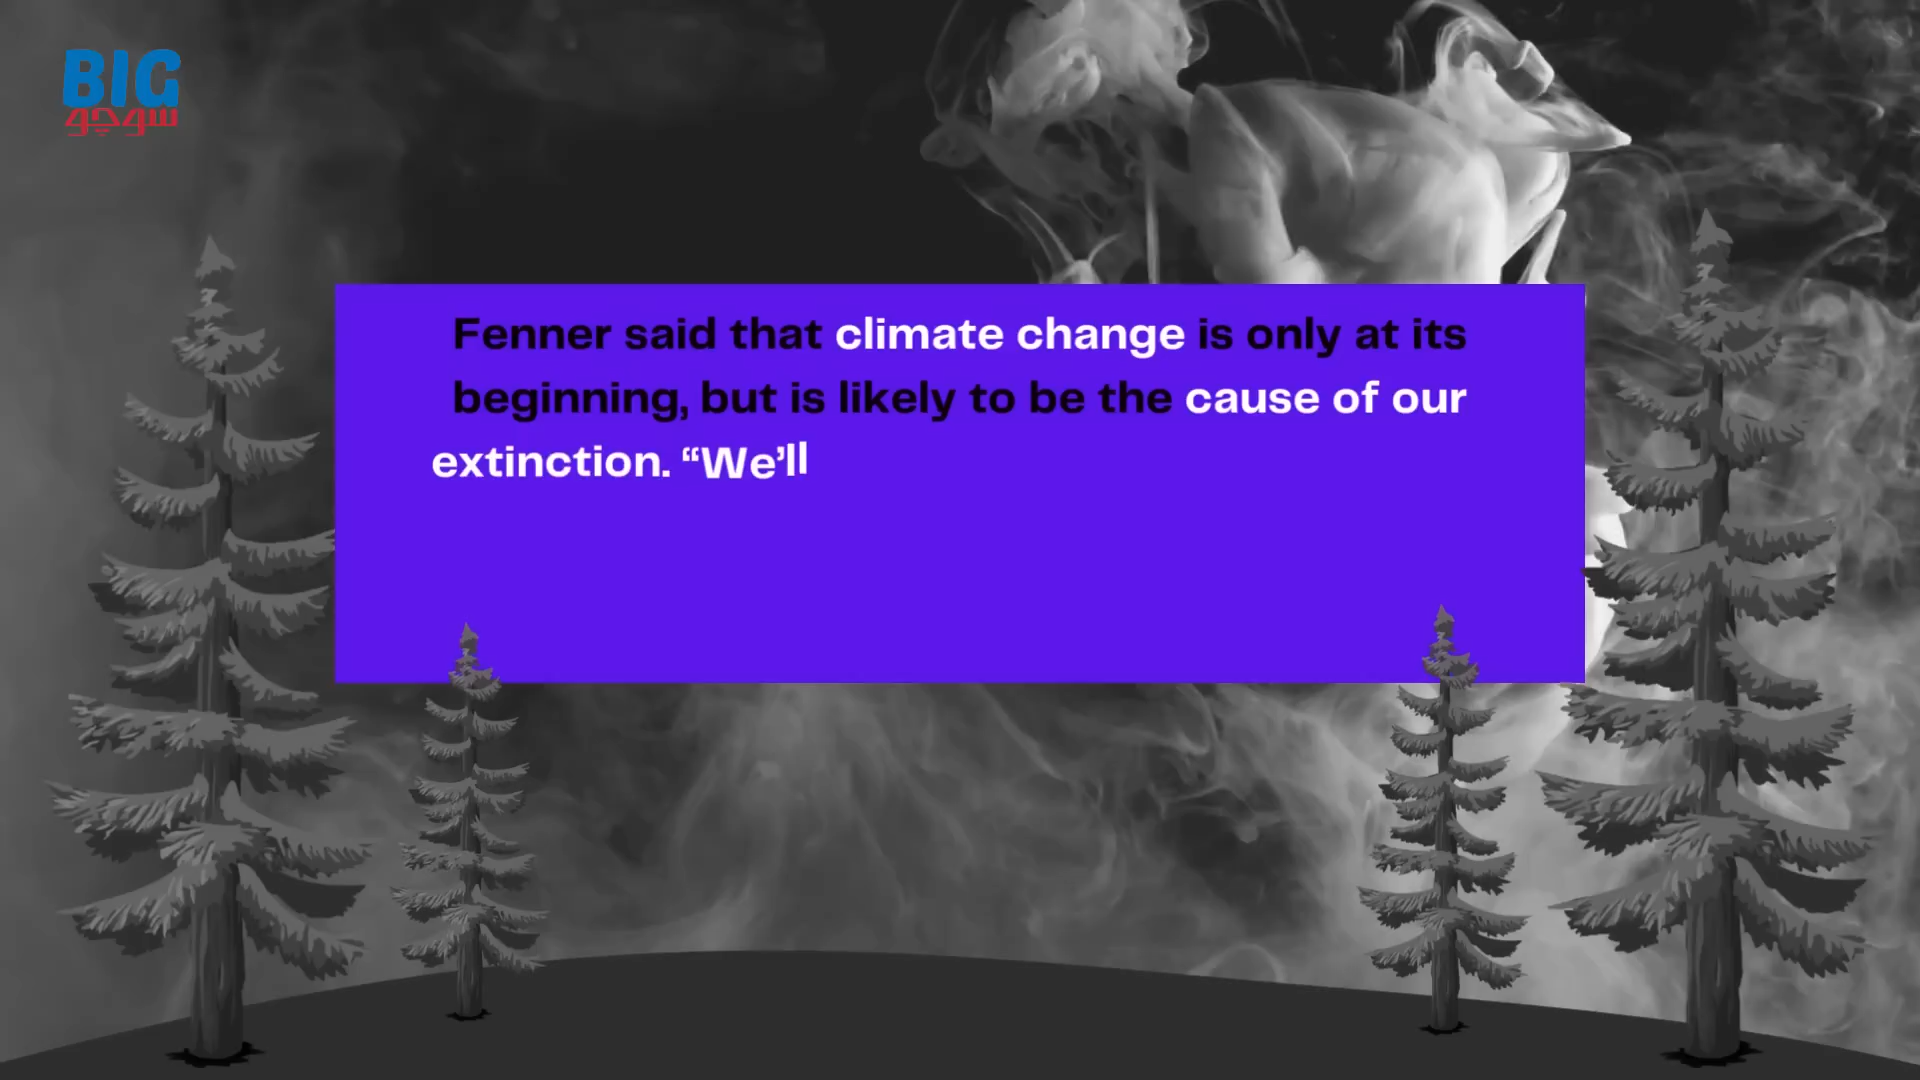 BIG
سوچو
Fenner said that climate change is only at its
beginning, but is likely to be the cause of our
extinction. “We’ll